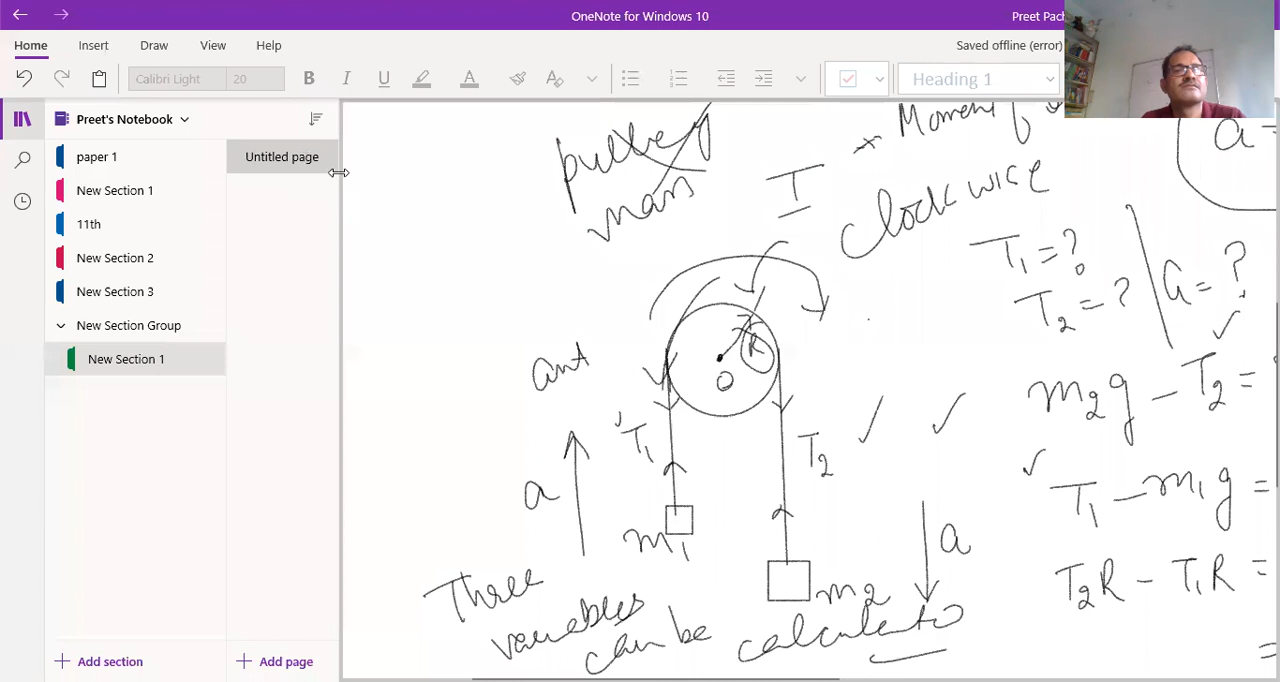 OneNote for Windows 10
Preet Pach
Home Insert Draw View Help
Saved offline (error)
Calibri Light 20 B I U A Heading 1
Preet's Notebook
paper 1
New Section 1
11th
New Section 2
New Section 3
New Section Group
New Section 1
Add section
Untitled page
Add page
pulley
mass
I
Moment of
clockwise
a =
T1 = ?
T2 = ?
a = ?
R
O
ant
T1
T2
a
m1
m2
a
m2g - T2 =
T1 - m1g =
T2R - T1R =
=
Three
variables
can be